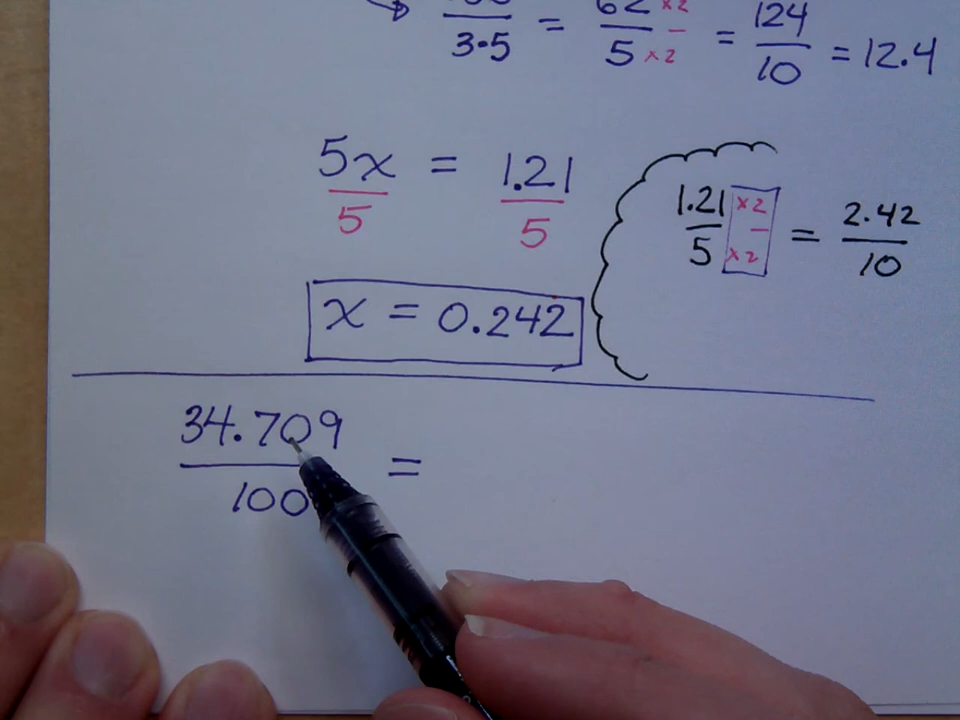 / 3·5 = 62 ×2 / 5 ×2 = 124 / 10 = 12.4
5x / 5 = 1.21 / 5
1.21 ×2 / 5 ×2 = 2.42 / 10
x = 0.242
34.709 / 100 =